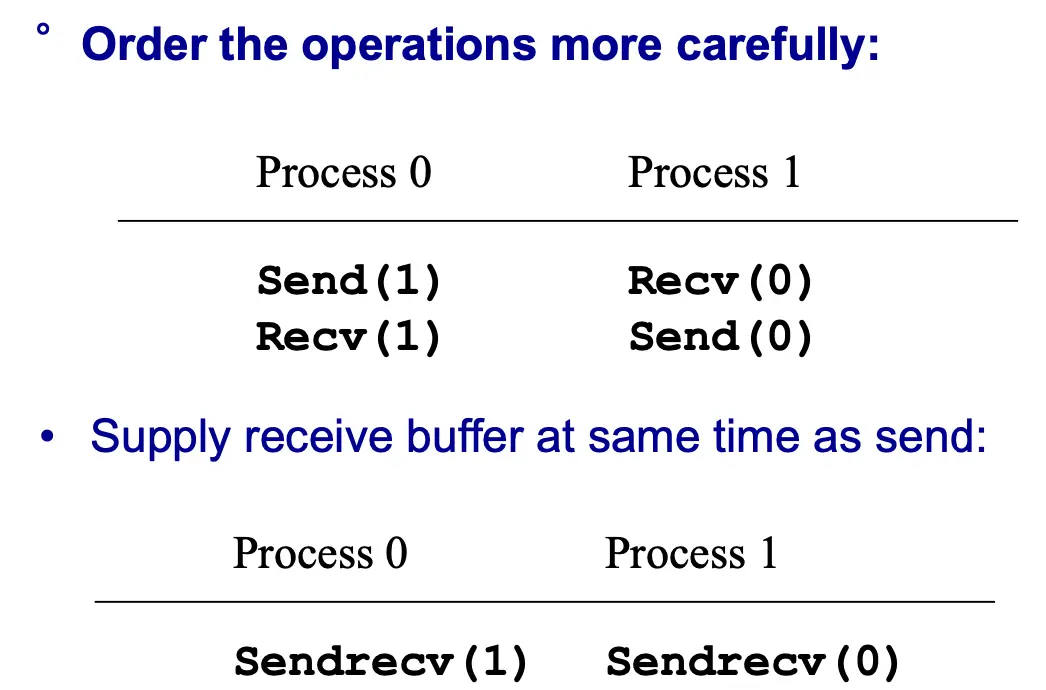 ° Order the operations more carefully:
Process 0 Process 1
Send(1) Recv(0)
Recv(1) Send(0)
• Supply receive buffer at same time as send:
Process 0 Process 1
Sendrecv(1) Sendrecv(0)